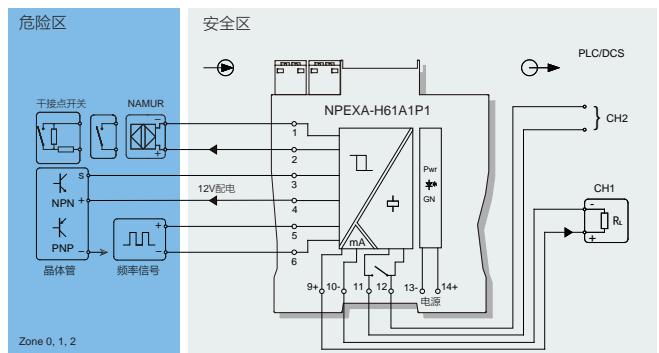 危险区
安全区
PLC/DCS
干接点开关
NAMUR
NPEXA-H61A1P1
−
+
1
2
CH2
S
NPN
+
PNP
−
晶体管
12V配电
3
4
Pwr
GN
CH1
-
RL
+
+
−
频率信号
5
6
mA
9+
10-
11
12
13-
14+
电源
Zone 0, 1, 2